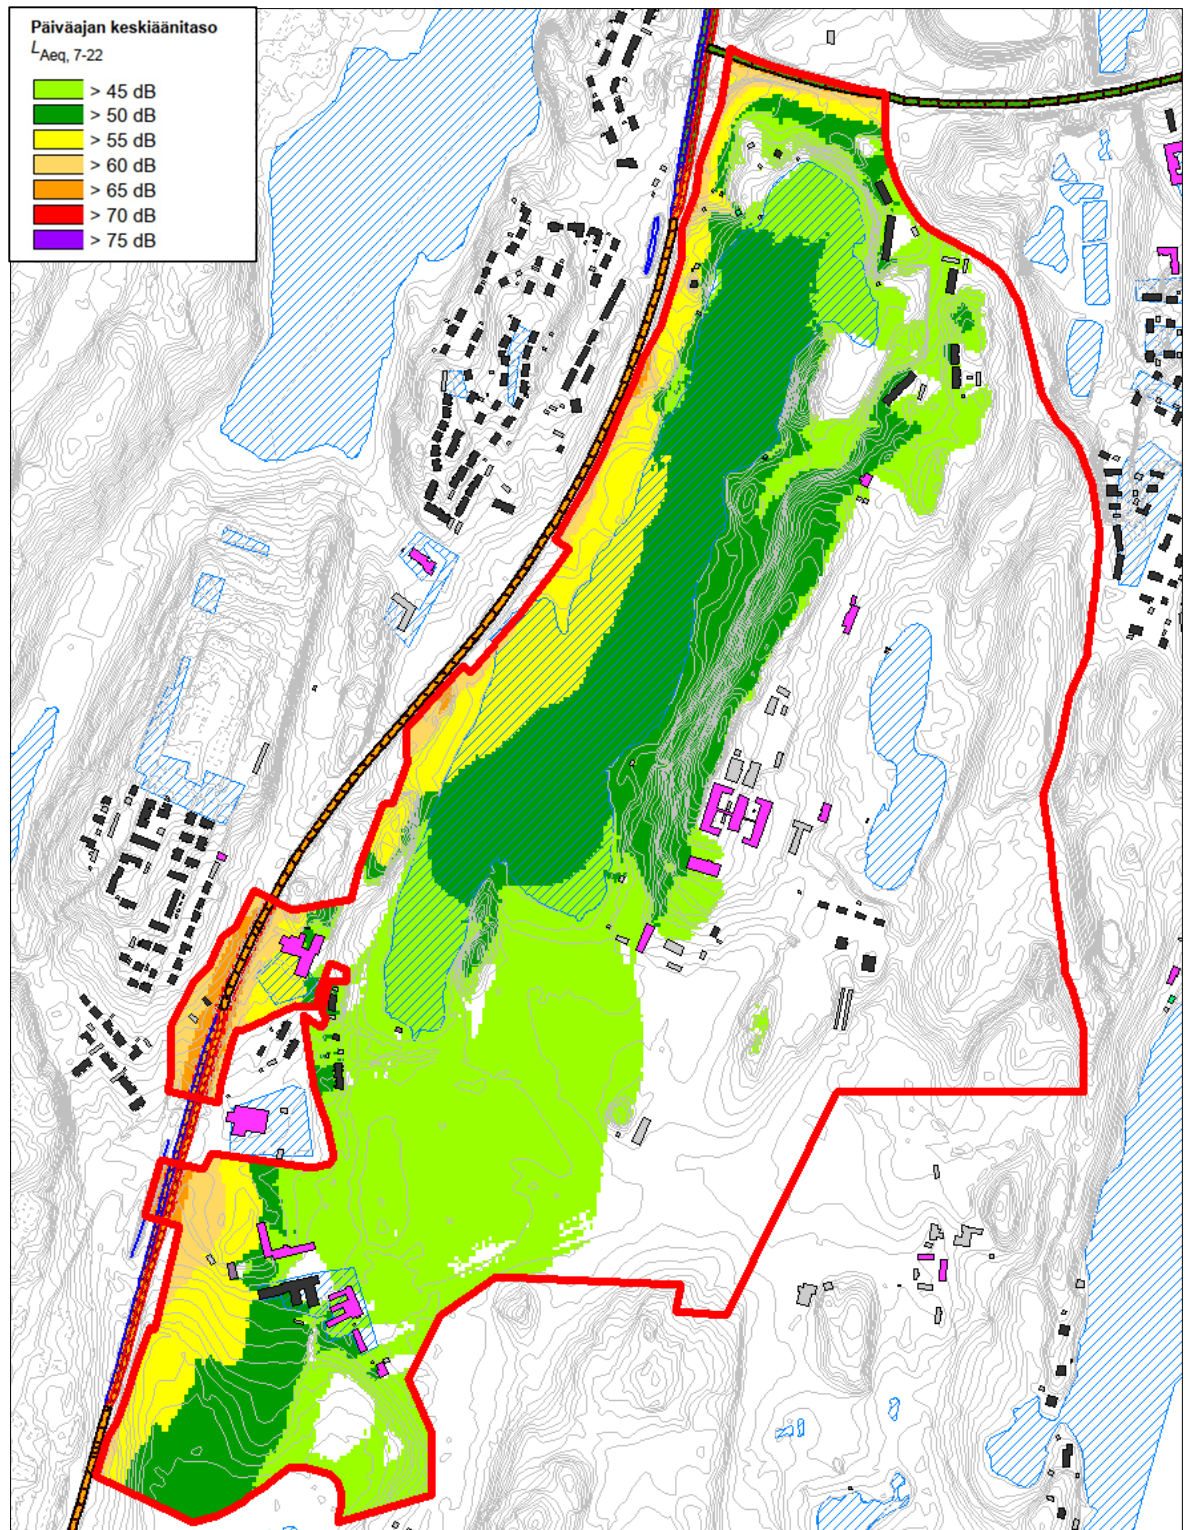 Päiväajan keskiäänitaso
LAeq, 7-22
> 45 dB
> 50 dB
> 55 dB
> 60 dB
> 65 dB
> 70 dB
> 75 dB